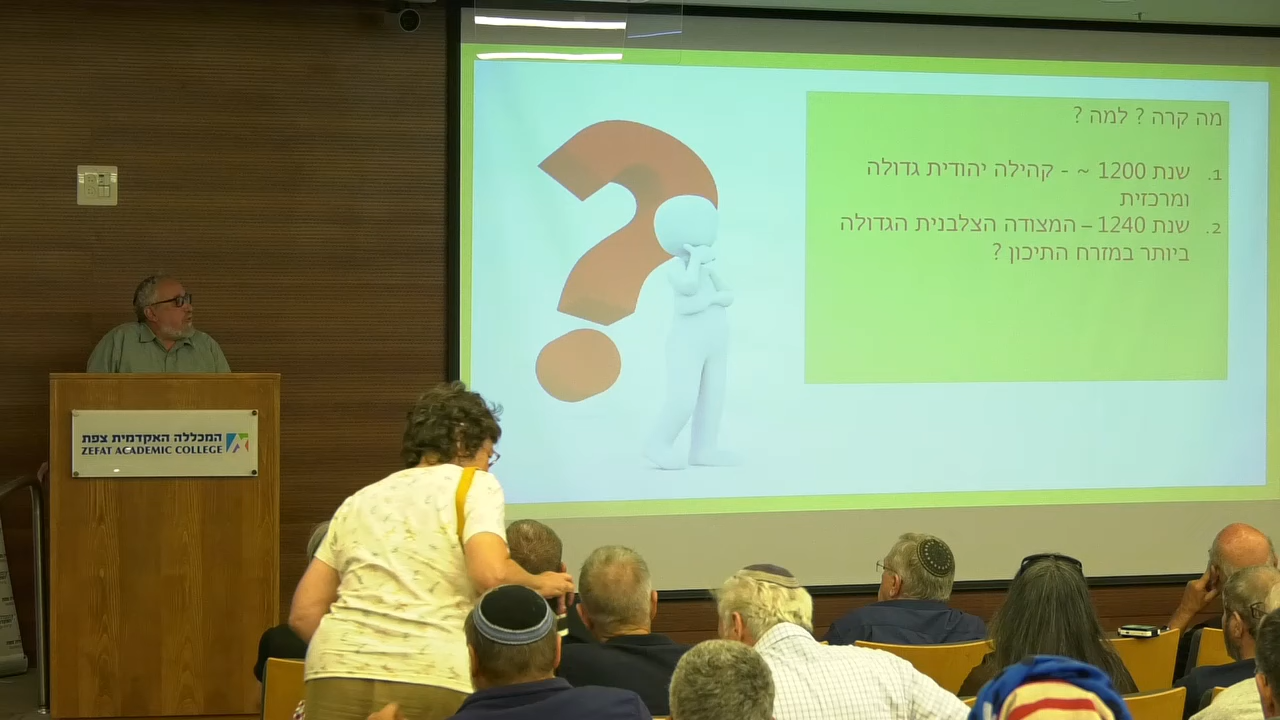 מה קרה ? למה ?
1. שנת 1200 ~ - קהילה יהודית גדולה
ומרכזית
2. שנת 1240 – המצודה הצלבנית הגדולה
ביותר במזרח התיכון ?
המכללה האקדמית צפת
ZEFAT ACADEMIC COLLEGE